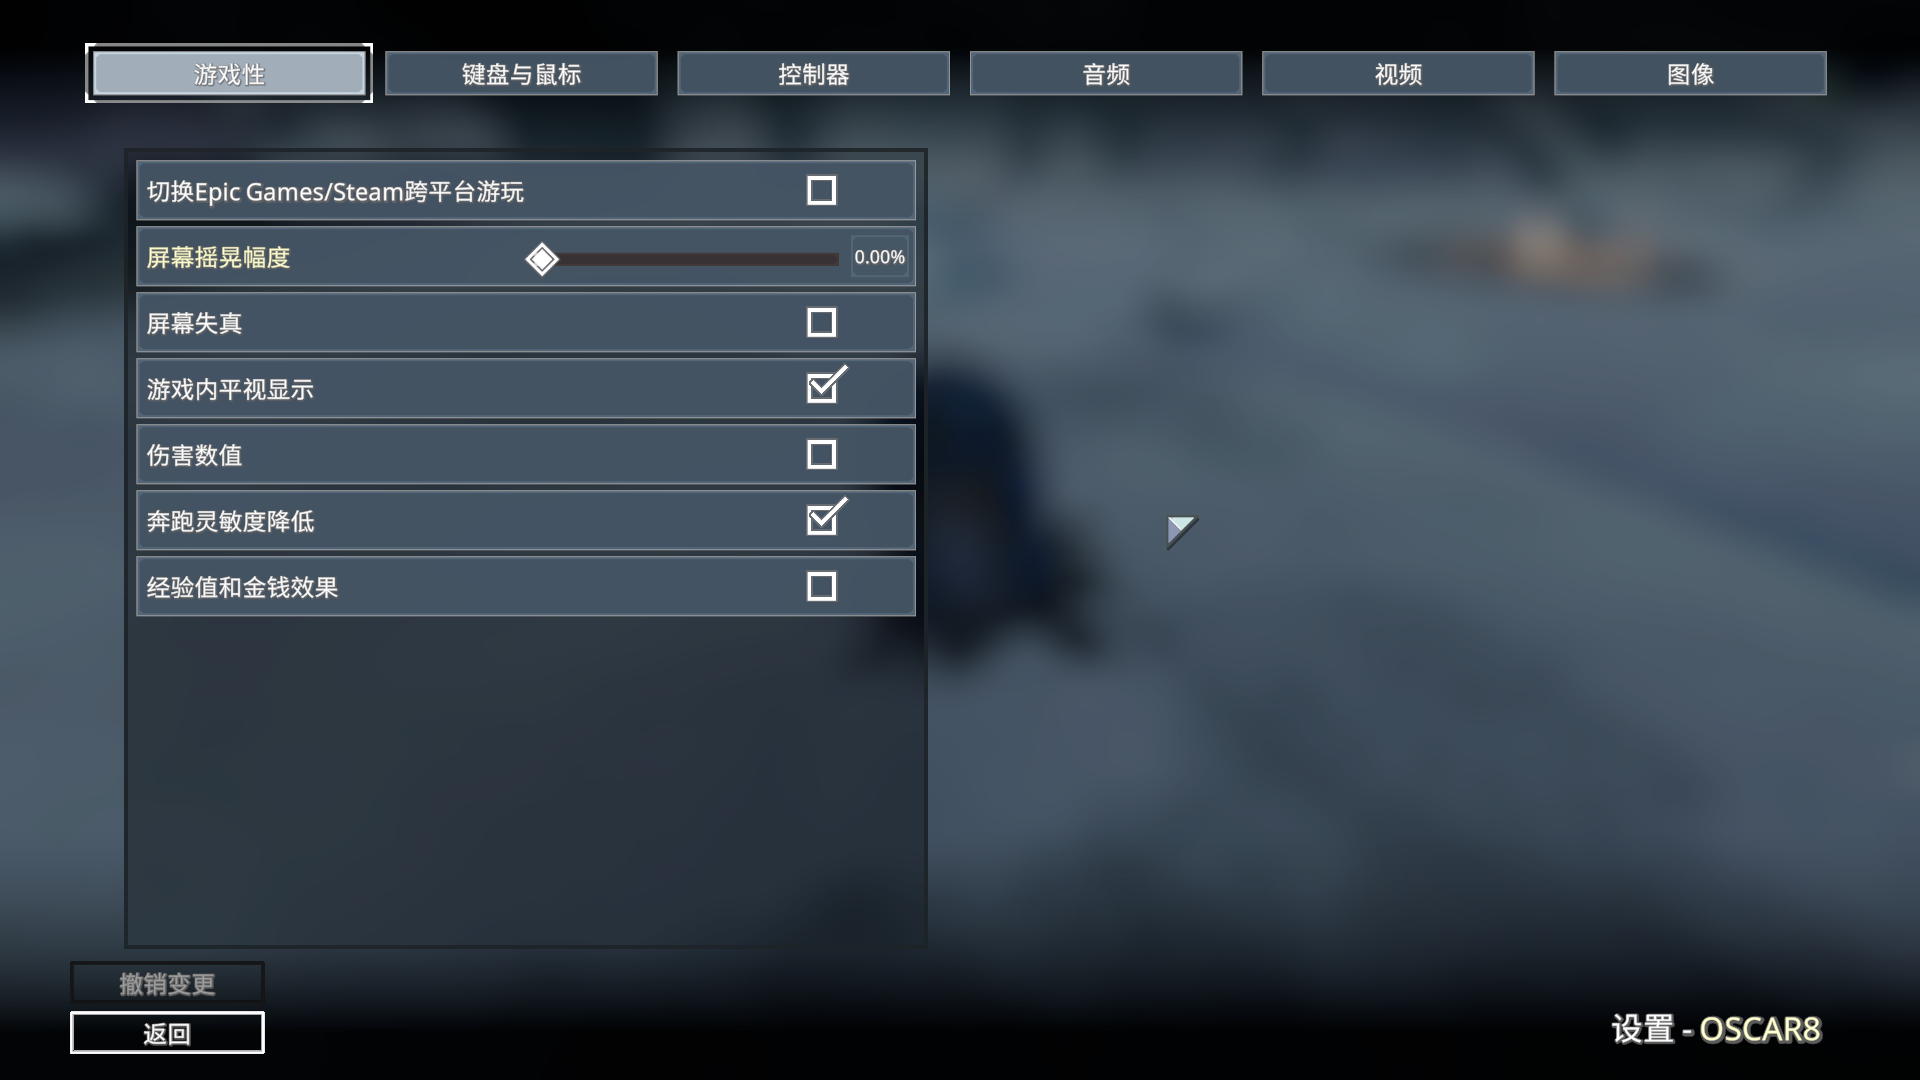 游戏性
键盘与鼠标
控制器
音频
视频
图像
切换Epic Games/Steam跨平台游玩
屏幕摇晃幅度
0.00%
屏幕失真
游戏内平视显示
伤害数值
奔跑灵敏度降低
经验值和金钱效果
撤销变更
返回
设置 - OSCAR8